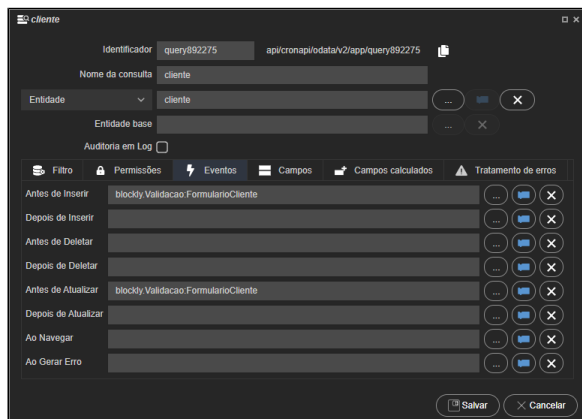 cliente
Identificador query892275 api/cronapi/odata/v2/app/query892275
Nome da consulta cliente
Entidade cliente ...
Entidade base ...
Auditoria em Log
Filtro Permissões Eventos Campos Campos calculados Tratamento de erros
Antes de Inserir blockly.Validacao:FormularioCliente ...
Depois de Inserir ...
Antes de Deletar ...
Depois de Deletar ...
Antes de Atualizar blockly.Validacao:FormularioCliente ...
Depois de Atualizar ...
Ao Navegar ...
Ao Gerar Erro ...
Salvar Cancelar